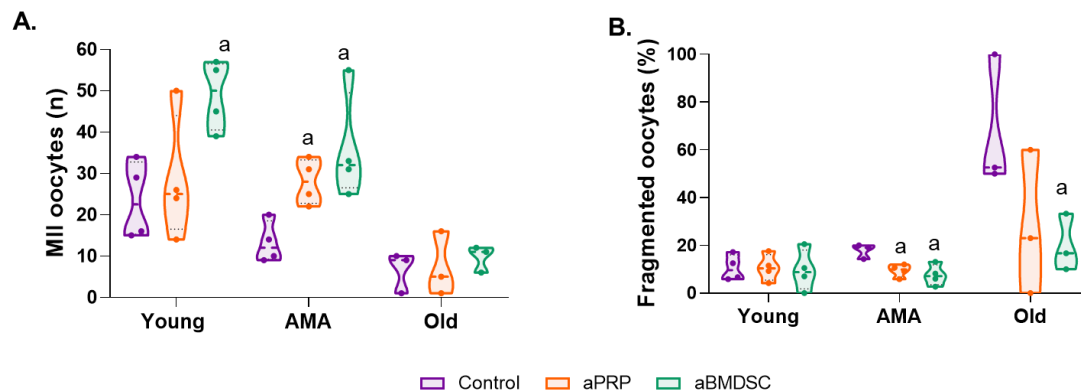 A.
MII oocytes (n)
60
50
40
30
20
10
0
a
a
a
Young AMA Old
B.
Fragmented oocytes (%)
100
80
60
40
20
0
a
a
a
Young AMA Old
Control aPRP aBMDSC